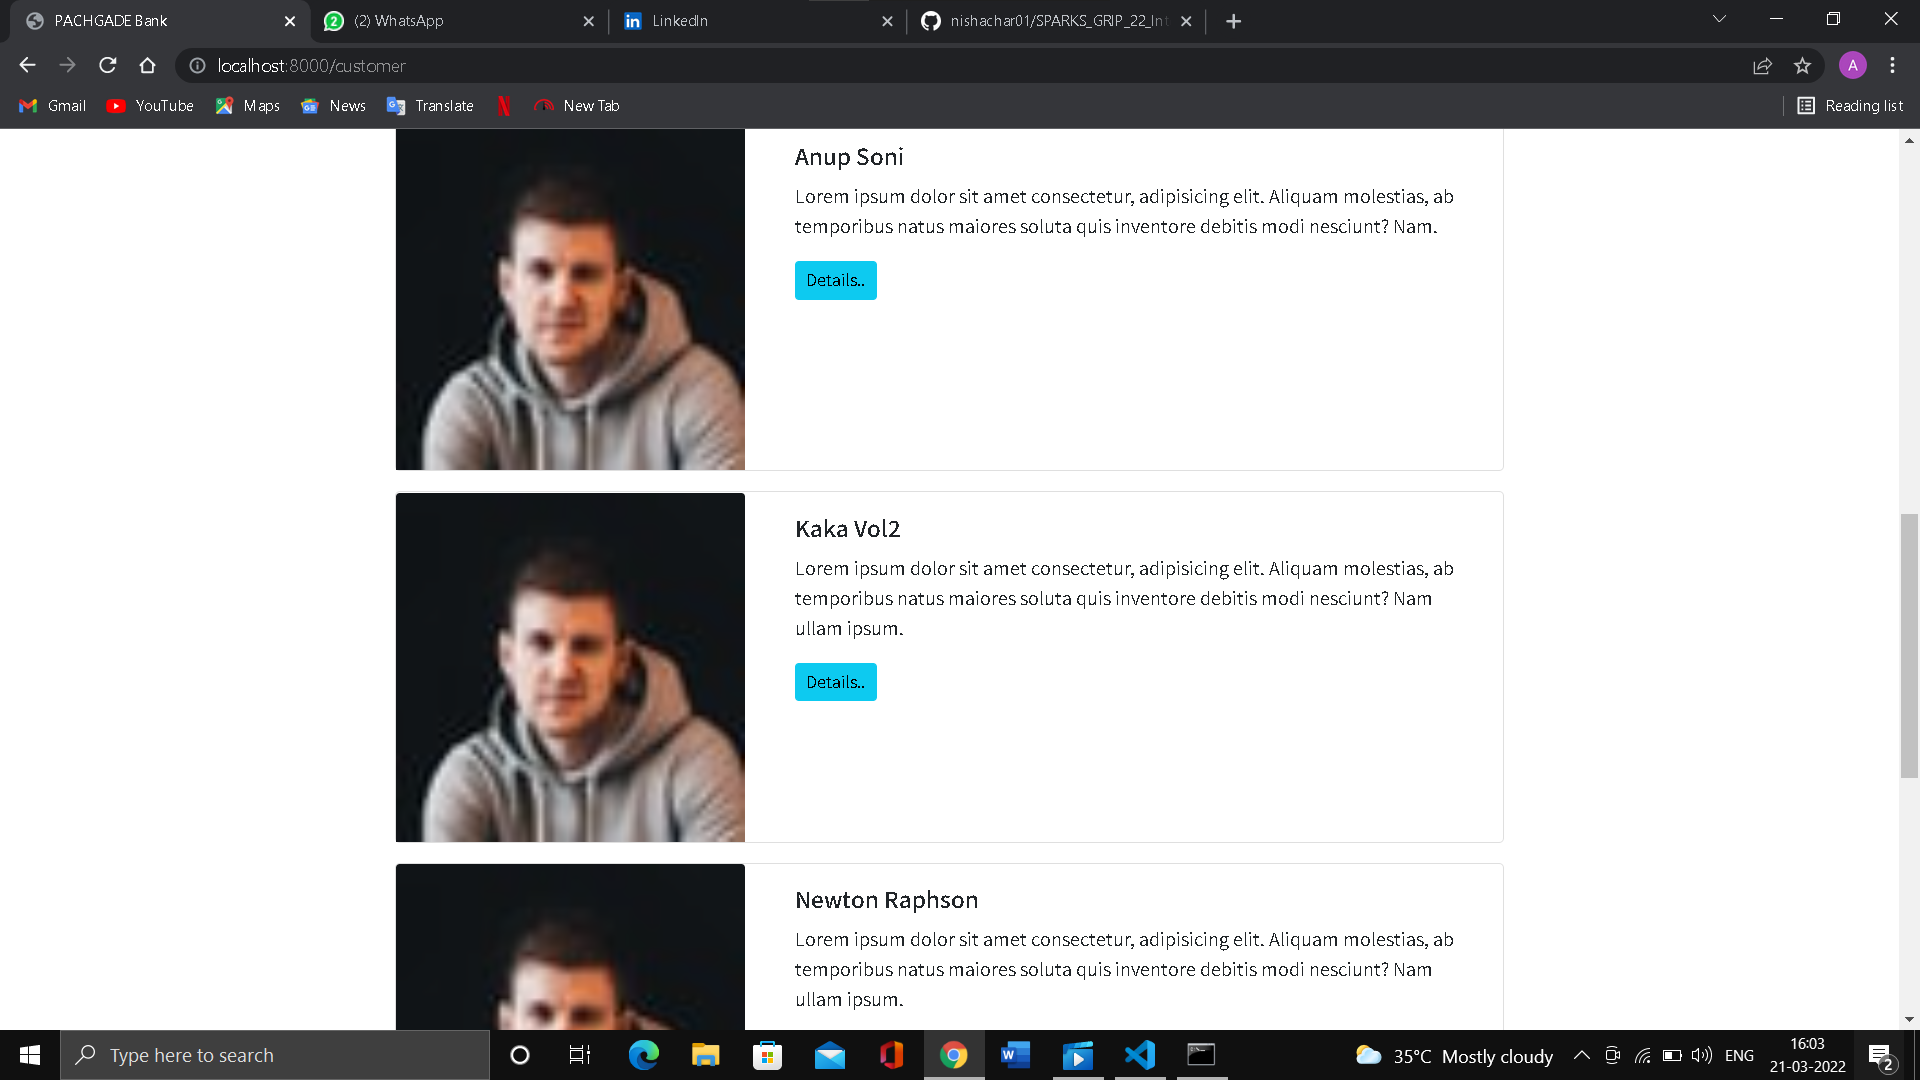 PACHGADE Bank
(2) WhatsApp
LinkedIn
nishachar01/SPARKS_GRIP_22_Int
localhost:8000/customer
A
Gmail
YouTube
Maps
News
Translate
New Tab
Reading list
Anup Soni
Lorem ipsum dolor sit amet consectetur, adipisicing elit. Aliquam molestias, ab
temporibus natus maiores soluta quis inventore debitis modi nesciunt? Nam.
Details..
Kaka Vol2
Lorem ipsum dolor sit amet consectetur, adipisicing elit. Aliquam molestias, ab
temporibus natus maiores soluta quis inventore debitis modi nesciunt? Nam
ullam ipsum.
Details..
Newton Raphson
Lorem ipsum dolor sit amet consectetur, adipisicing elit. Aliquam molestias, ab
temporibus natus maiores soluta quis inventore debitis modi nesciunt? Nam
ullam ipsum.
Type here to search
35°C Mostly cloudy
ENG
16:03
21-03-2022
2